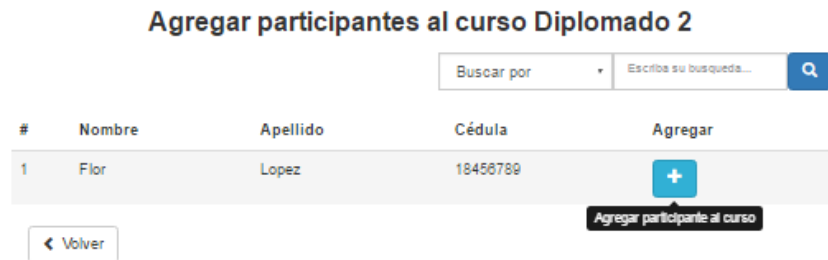 Agregar participantes al curso Diplomado 2
Buscar por Escriba su busqueda...
# Nombre Apellido Cédula Agregar
1 Flor Lopez 18456789
Agregar participante al curso
Volver